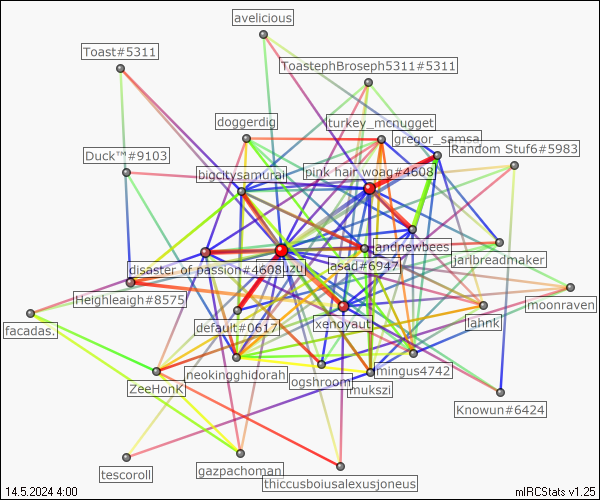 avelicious
Toast#5311
ToastephBroseph5311#5311
doggerdig
turkey_mcnugget
gregor_samsa
Random Stuf6#5983
Duck™#9103
bigcitysamurai
pink hair woag#4608
andnewbees
jarlbreadmaker
disaster of passion#4608
asad#6947
Heighleaigh#8575
moonraven
default#0617
xenoyaut
lahnk
facadas.
neokingghidorah
ogshroom
mingus4742
mukszi
ZeeHonK
Knowun#6424
tescoroll
gazpachoman
thiccusboiusalexusjoneus
14.5.2024 4:00
mIRCStats v1.25